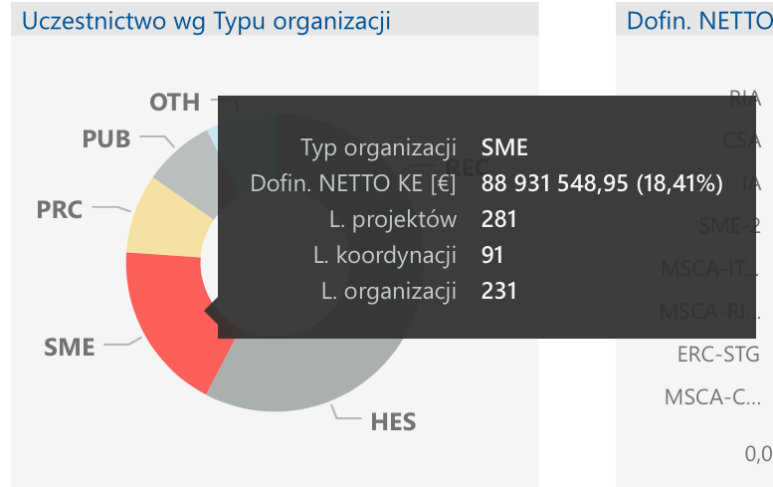 Uczestnictwo wg Typu organizacji
Dofin. NETTO
OTH
PUB
PRC
SME
HES
REC
Typ organizacji SME
Dofin. NETTO KE [€] 88 931 548,95 (18,41%)
L. projektów 281
L. koordynacji 91
L. organizacji 231
RIA
CSA
IA
SME-2
MSCA-IT...
MSCA-RI...
ERC-STG
MSCA-C...
0,0